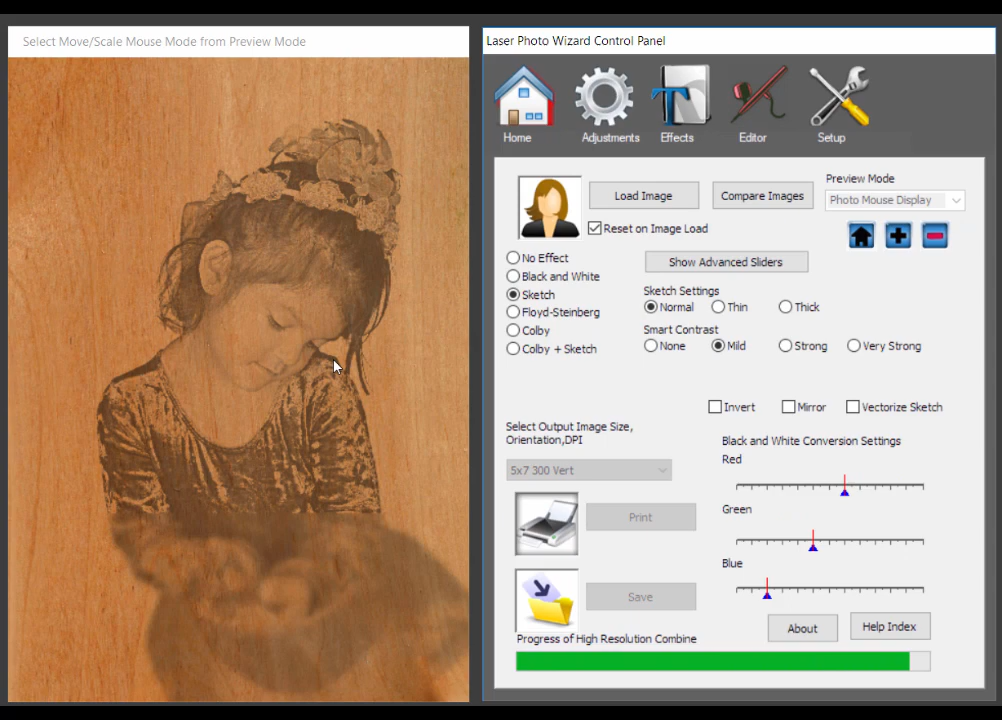 Select Move/Scale Mouse Mode from Preview Mode
Laser Photo Wizard Control Panel
Home Adjustments Effects Editor Setup
Load Image
Compare Images
Preview Mode
Photo Mouse Display
Reset on Image Load
No Effect
Black and White
Sketch
Floyd-Steinberg
Colby
Colby + Sketch
Show Advanced Sliders
Sketch Settings
Normal Thin Thick
Smart Contrast
None Mild Strong Very Strong
Invert Mirror Vectorize Sketch
Select Output Image Size,
Orientation,DPI
5x7 300 Vert
Print
Save
Black and White Conversion Settings
Red
Green
Blue
About Help Index
Progress of High Resolution Combine